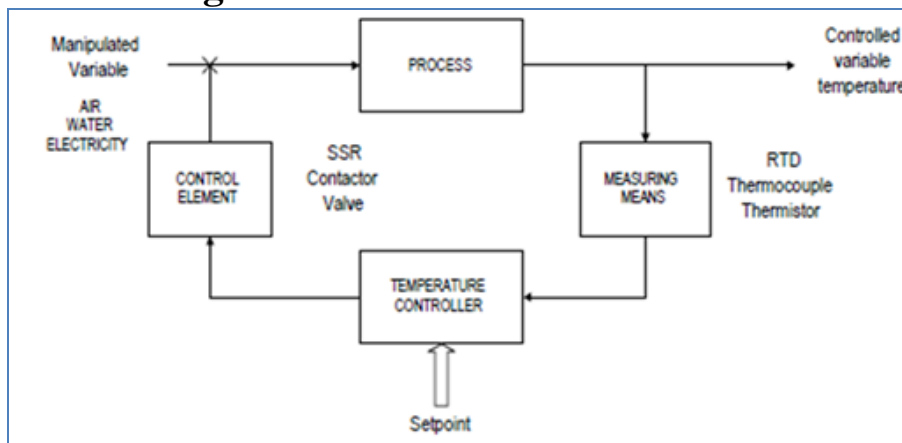 Manipulated
Variable
AIR
WATER
ELECTRICITY
PROCESS
Controlled
variable
temperature
CONTROL
ELEMENT
SSR
Contactor
Valve
MEASURING
MEANS
RTD
Thermocouple
Thermistor
TEMPERATURE
CONTROLLER
Setpoint